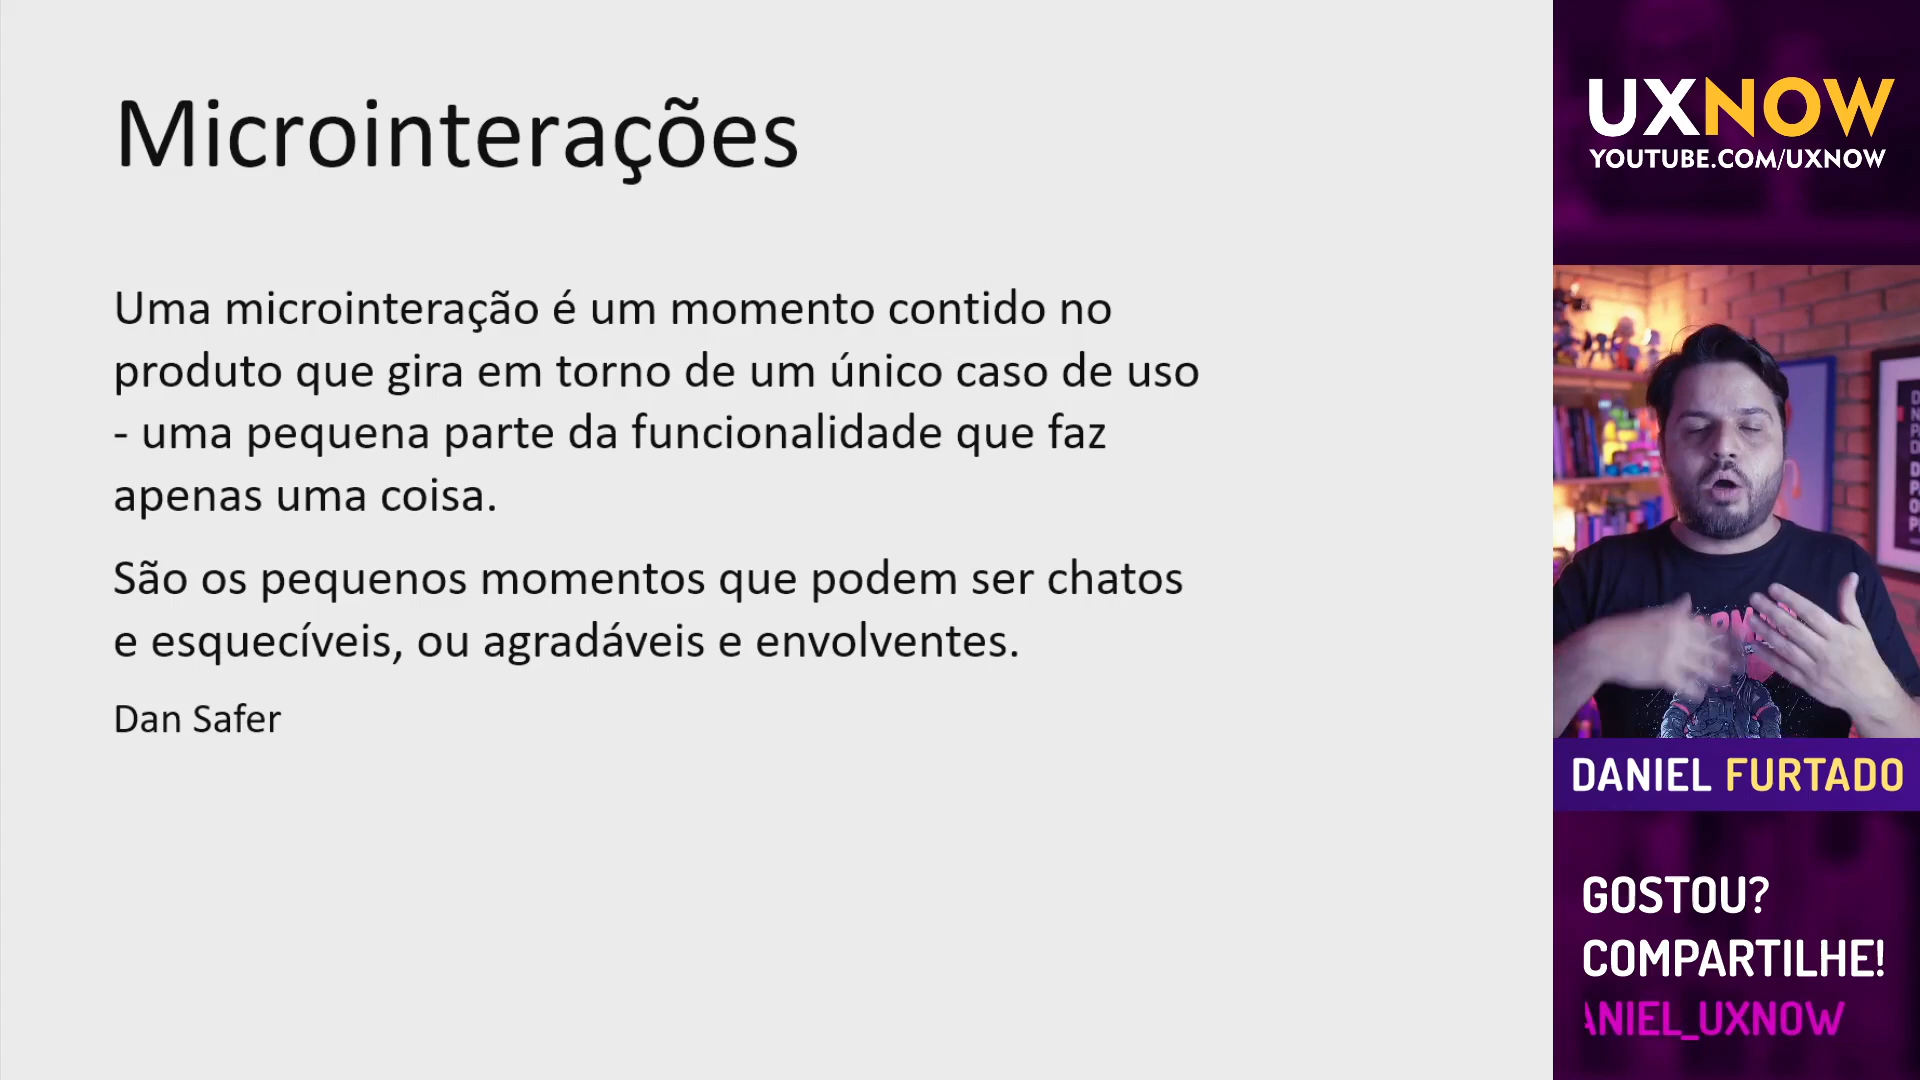 Microinterações
Uma microinteração é um momento contido no
produto que gira em torno de um único caso de uso
- uma pequena parte da funcionalidade que faz
apenas uma coisa.
São os pequenos momentos que podem ser chatos
e esquecíveis, ou agradáveis e envolventes.
Dan Safer
UXNOW
YOUTUBE.COM/UXNOW
DANIEL FURTADO
GOSTOU?
COMPARTILHE!
ANIEL_UXNOW